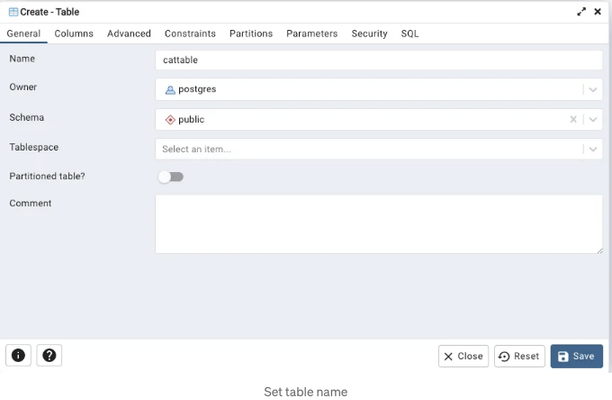 Create - Table
General Columns Advanced Constraints Partitions Parameters Security SQL
Name cattable
Owner postgres
Schema public
Tablespace Select an item...
Partitioned table?
Comment
Close Reset Save
Set table name